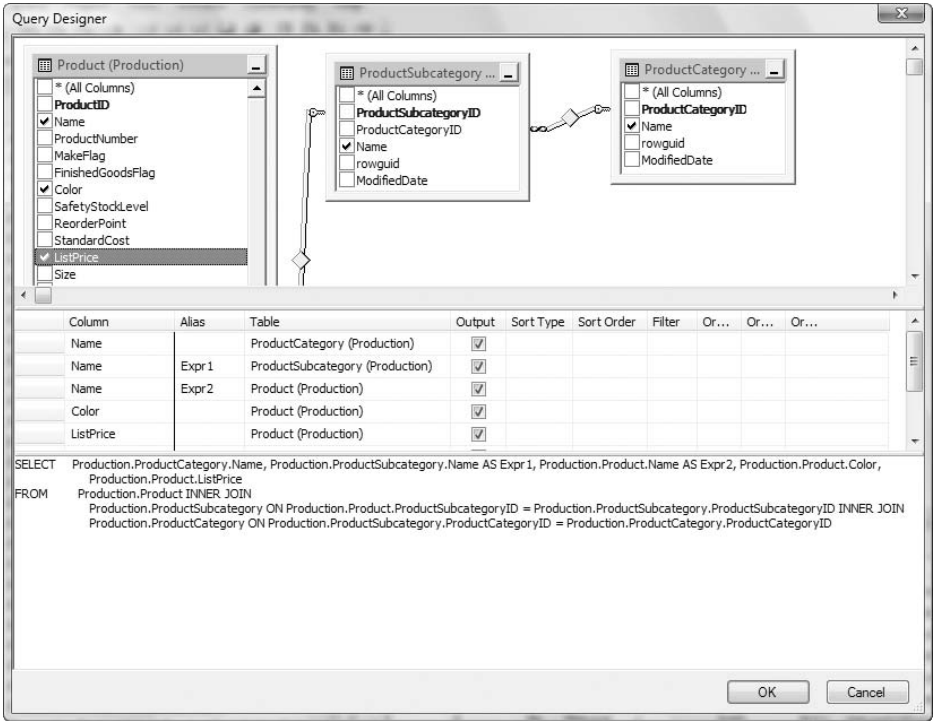 Query Designer
Product (Production)
* (All Columns)
ProductID
Name
ProductNumber
MakeFlag
FinishedGoodsFlag
Color
SafetyStockLevel
ReorderPoint
StandardCost
ListPrice
Size
ProductSubcategory ...
* (All Columns)
ProductSubcategoryID
ProductCategoryID
Name
rowguid
ModifiedDate
ProductCategory ...
* (All Columns)
ProductCategoryID
Name
rowguid
ModifiedDate
Column Alias Table Output Sort Type Sort Order Filter Or... Or... Or...
Name ProductCategory (Production)
Name Expr1 ProductSubcategory (Production)
Name Expr2 Product (Production)
Color Product (Production)
ListPrice Product (Production)
SELECT Production.ProductCategory.Name, Production.ProductSubcategory.Name AS Expr1, Production.Product.Name AS Expr2, Production.Product.Color,
Production.Product.ListPrice
FROM Production.Product INNER JOIN
Production.ProductSubcategory ON Production.Product.ProductSubcategoryID = Production.ProductSubcategory.ProductSubcategoryID INNER JOIN
Production.ProductCategory ON Production.ProductSubcategory.ProductCategoryID = Production.ProductCategory.ProductCategoryID
OK Cancel